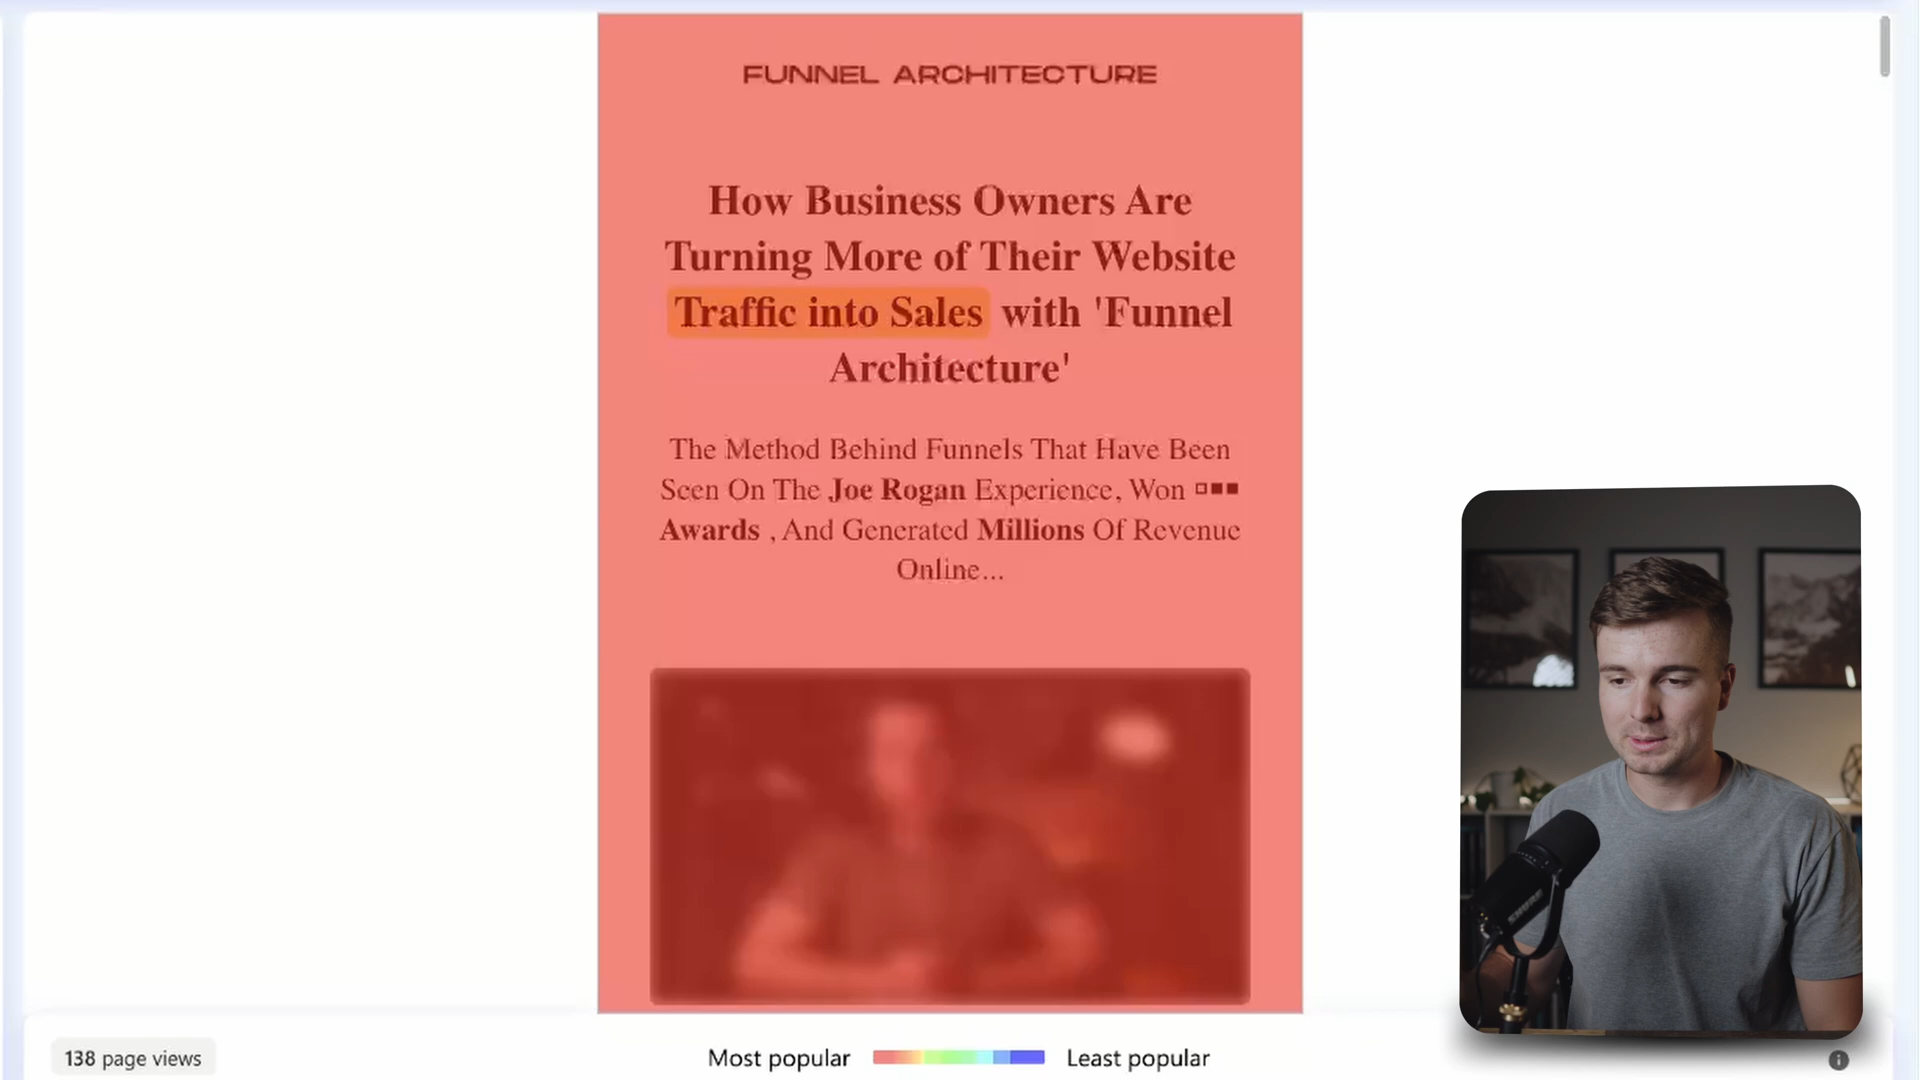 FUNNEL ARCHITECTURE
How Business Owners Are
Turning More of Their Website
Traffic into Sales with 'Funnel
Architecture'
The Method Behind Funnels That Have Been
Seen On The Joe Rogan Experience, Won
Awards , And Generated Millions Of Revenue
Online...
SHURE
138 page views
Most popular
Least popular